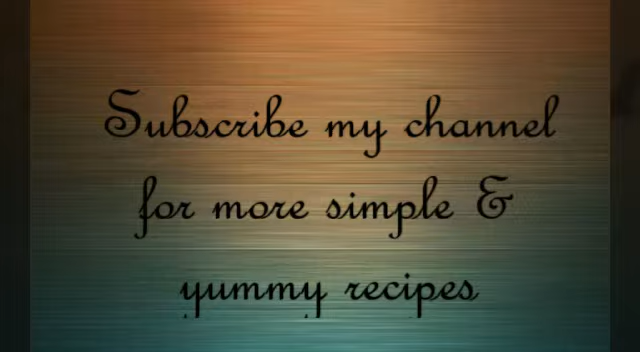 Subscribe my channel
for more simple &
yummy recipes